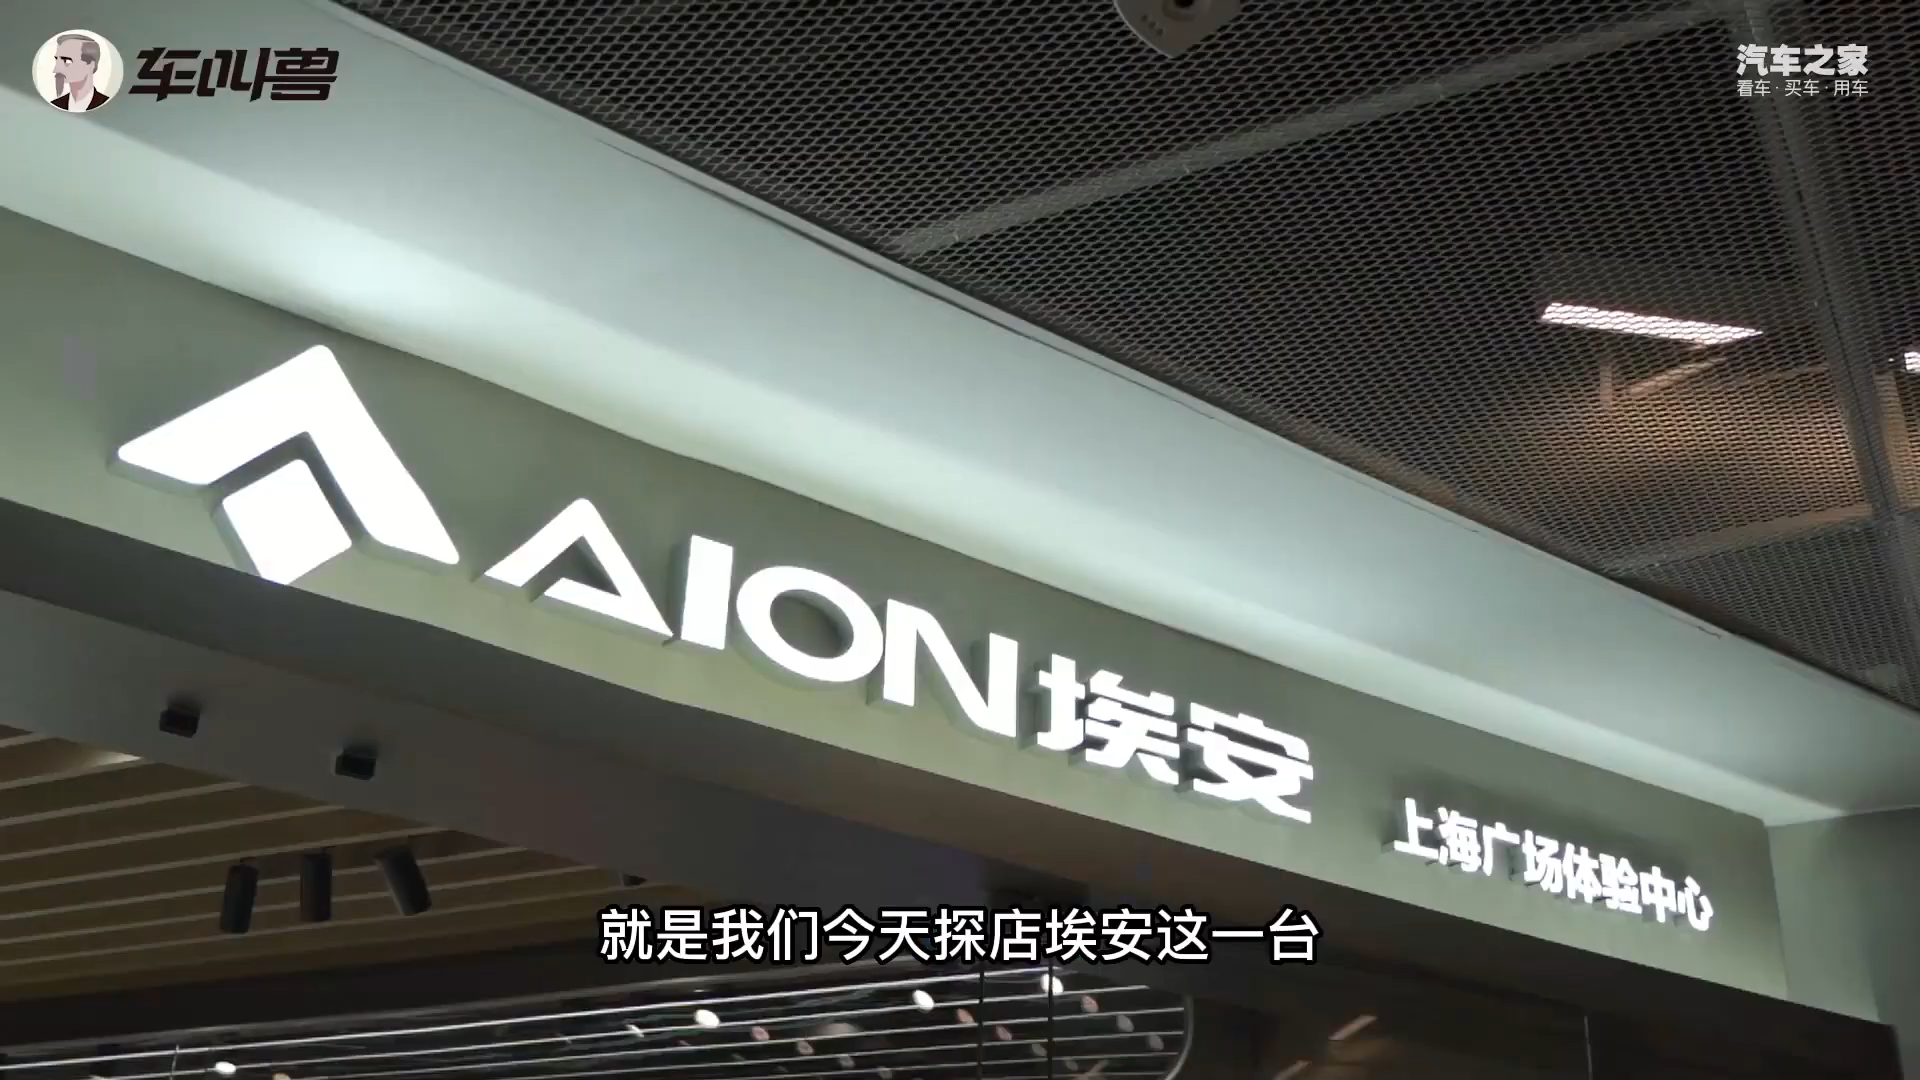 车叫兽
汽车之家
看车·买车·用车
AION埃安
上海广场体验中心
就是我们今天探店埃安这一台